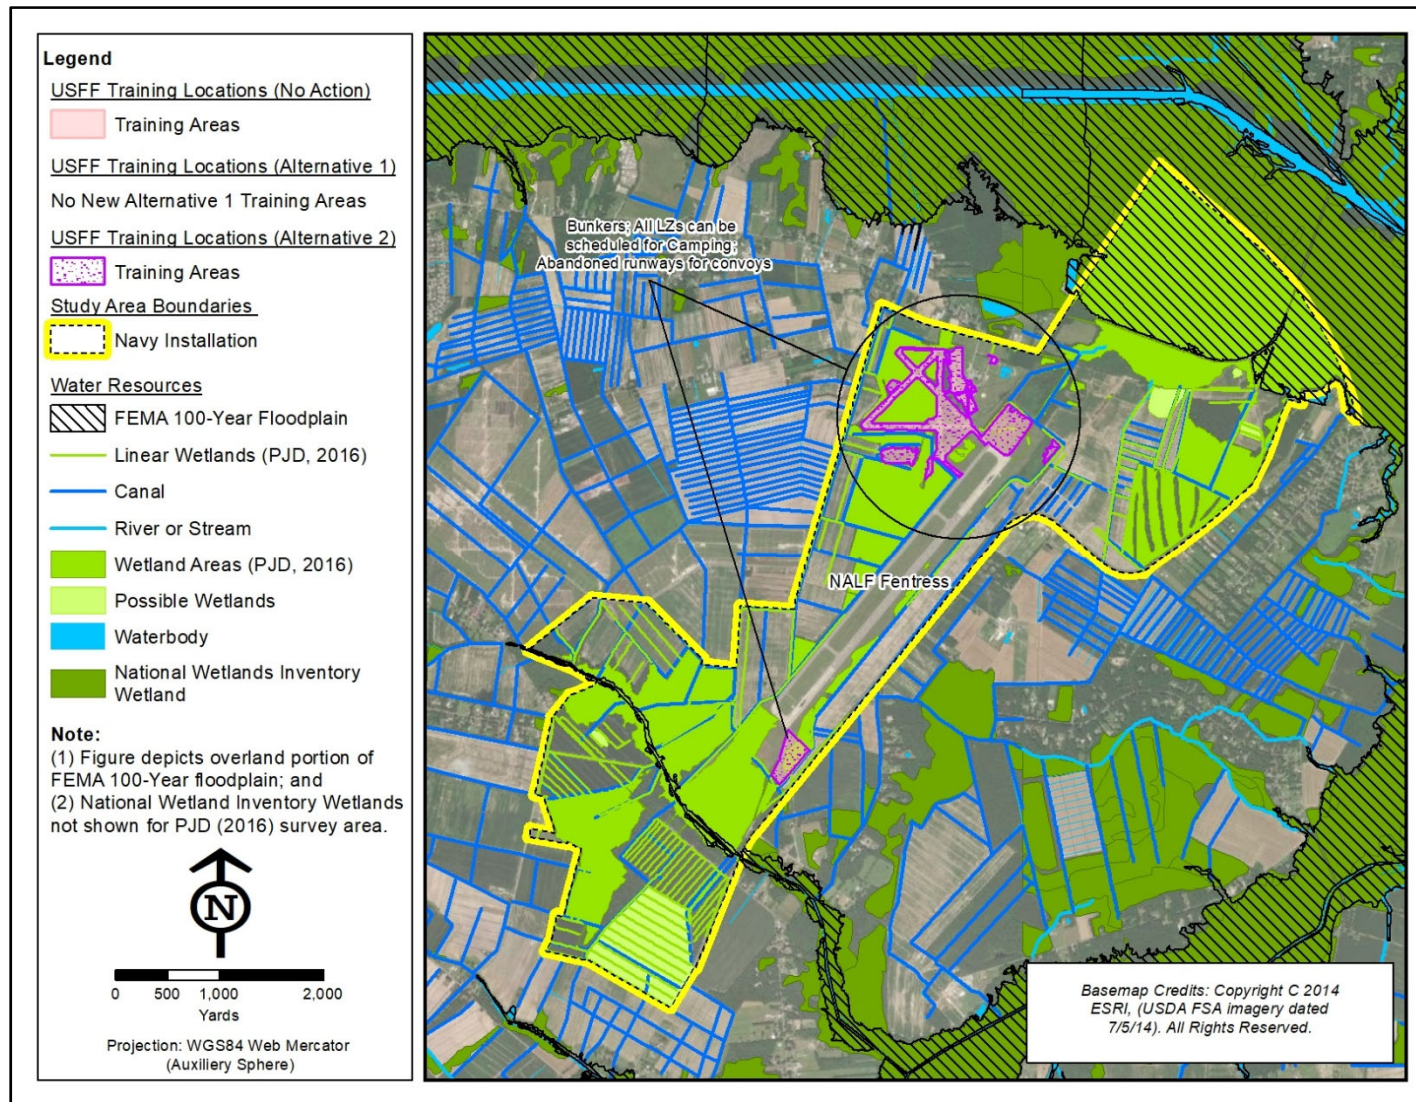 Legend
USFF Training Locations (No Action)
Training Areas
USFF Training Locations (Alternative 1)
No New Alternative 1 Training Areas
USFF Training Locations (Alternative 2)
Training Areas
Study Area Boundaries
Navy Installation
Water Resources
FEMA 100-Year Floodplain
Linear Wetlands (PJD, 2016)
Canal
River or Stream
Wetland Areas (PJD, 2016)
Possible Wetlands
Waterbody
National Wetlands Inventory
Wetland
Note:
(1) Figure depicts overland portion of
FEMA 100-Year floodplain; and
(2) National Wetland Inventory Wetlands
not shown for PJD (2016) survey area.
N
0 500 1,000 2,000
Yards
Projection: WGS84 Web Mercator
(Auxiliery Sphere)
Bunkers; All LZs can be
scheduled for Camping;
Abandoned runways for convoys
NALF Fentress
Basemap Credits: Copyright C 2014
ESRI, (USDA FSA imagery dated
7/5/14). All Rights Reserved.